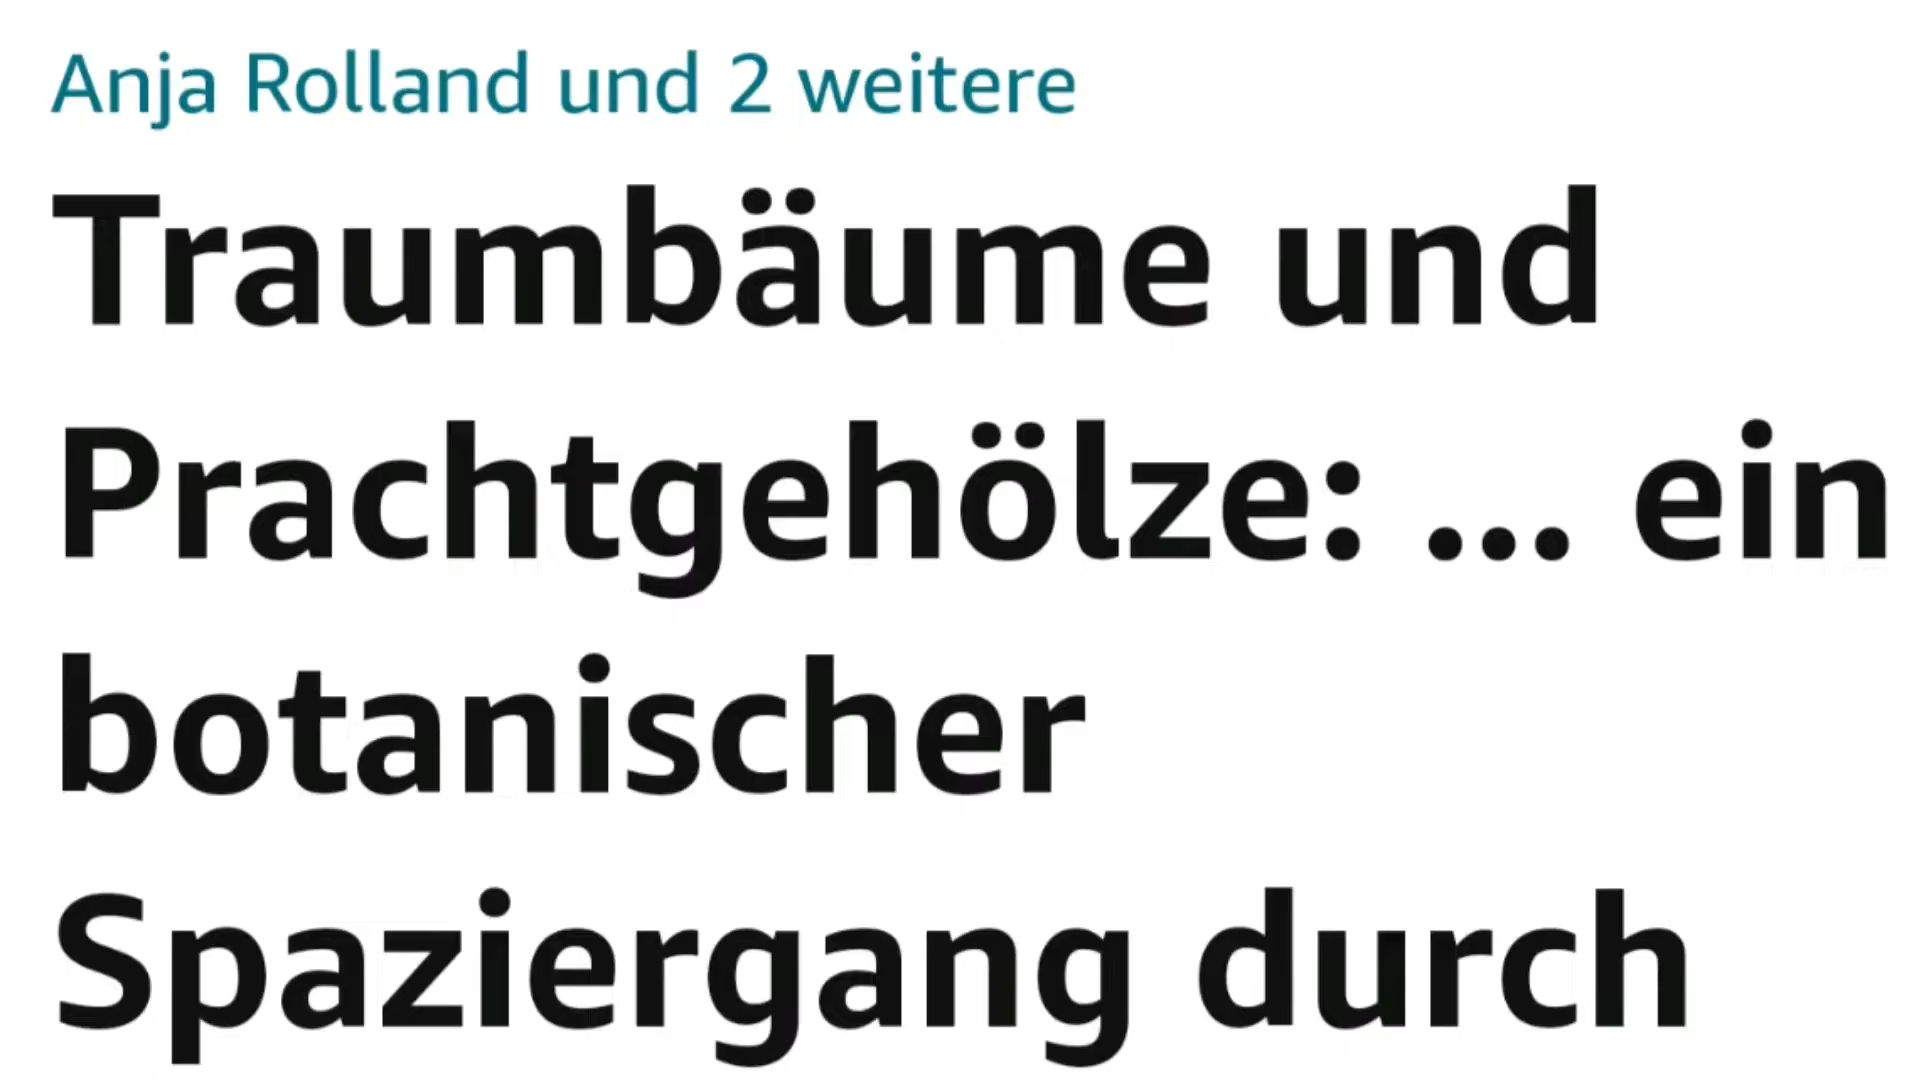 Anja Rolland und 2 weitere
Traumbäume und
Prachtgehölze: ... ein
botanischer
Spaziergang durch